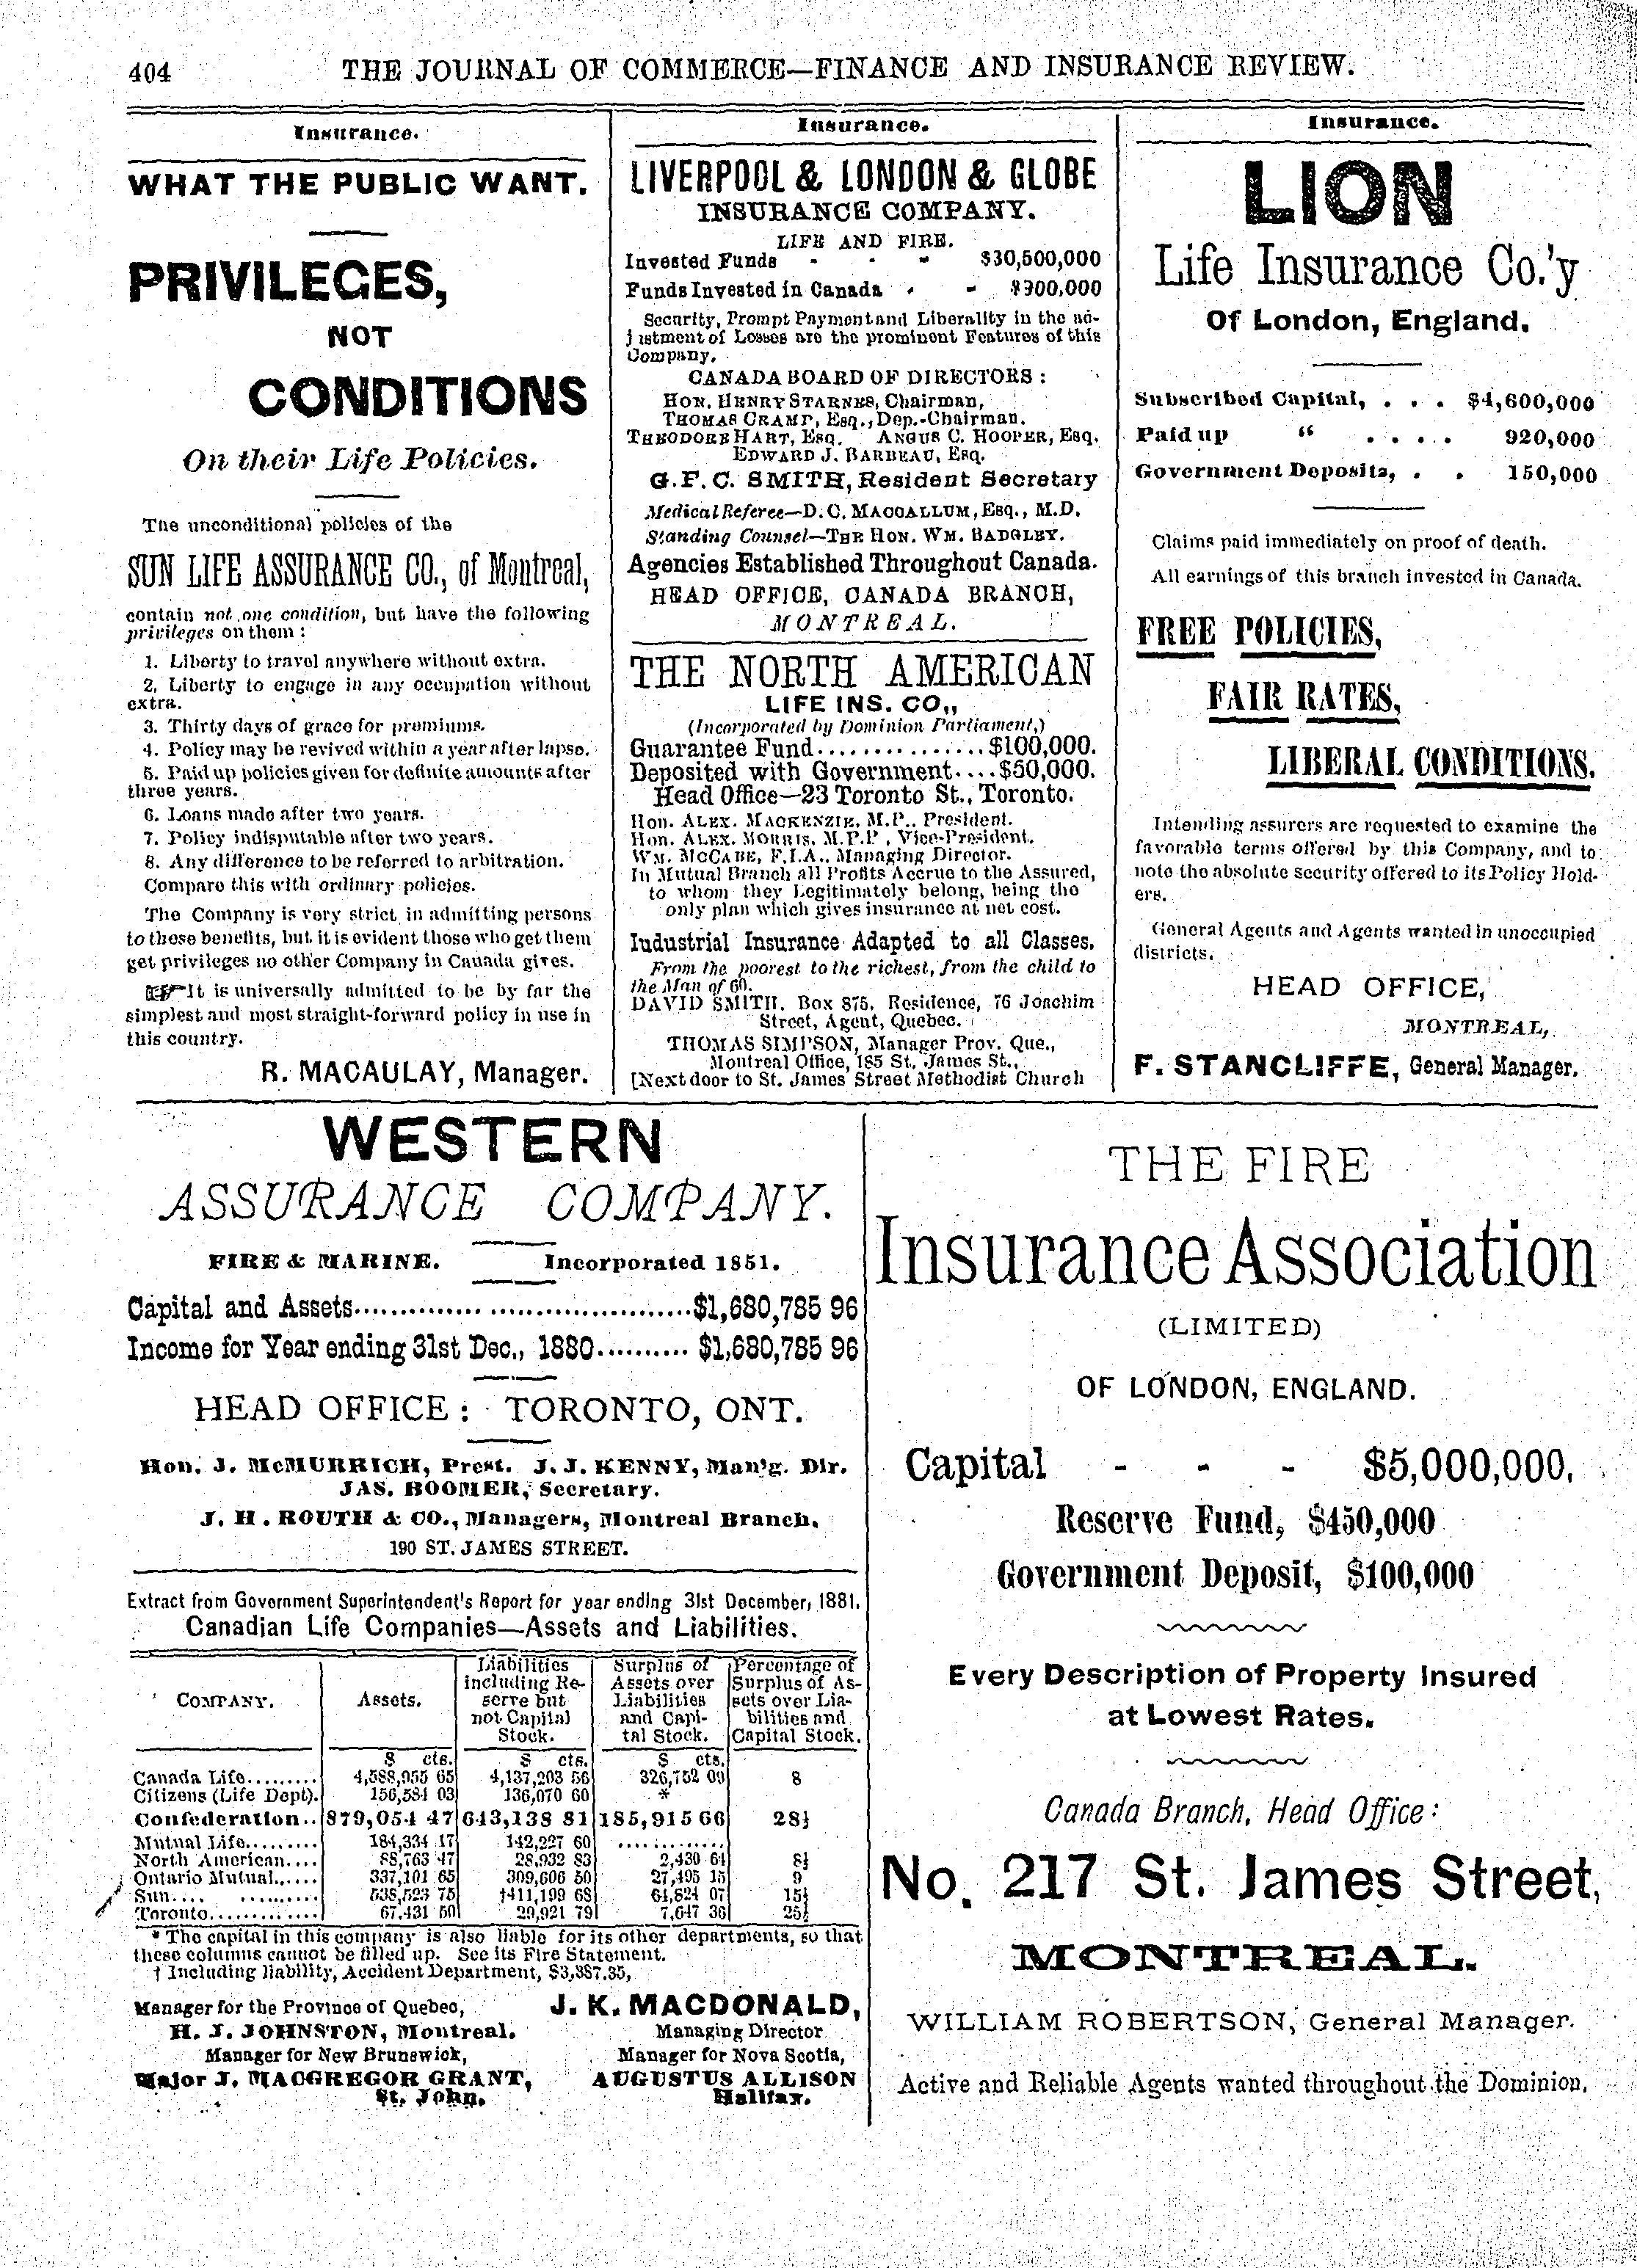 404 THE JOURNAL OF COMMERCE—FINANCE AND INSURANCE REVIEW.
Insurance.
WHAT THE PUBLIC WANT.
PRIVILEGES,
NOT
CONDITIONS
On their Life Policies.
The unconditional policies of the
SUN LIFE ASSURANCE CO., of Montreal,
contain not one condition, but have the following
privileges on them:
1. Liberty to travel anywhere without extra.
2. Liberty to engage in any occupation without
extra.
3. Thirty days of grace for premiums.
4. Policy may be revived within a year after lapse.
5. Paid up policies given for definite amounts after
three years.
6. Loans made after two years.
7. Policy indisputable after two years.
8. Any difference to be referred to arbitration.
Compare this with ordinary policies.
The Company is very strict in admitting persons
to these benefits, but it is evident those who get them
get privileges no other Company in Canada gives.
It is universally admitted to be by far the
simplest and most straight-forward policy in use in
this country.
R. MACAULAY, Manager.
Insurance.
LIVERPOOL & LONDON & GLOBE
INSURANCE COMPANY.
LIFE AND FIRE.
Invested Funds - - - $30,500,000
Funds Invested in Canada - - $900,000
Security, Prompt Payment and Liberality in the ad-
justment of Losses are the prominent Features of this
Company.
CANADA BOARD OF DIRECTORS:
HON. HENRY STARNES, Chairman,
THOMAS CRAMP, Esq., Dep.-Chairman.
THEODORE HART, Esq. ANGUS C. HOOPER, Esq.
EDWARD J. BARBEAU, Esq.
G. F. C. SMITH, Resident Secretary
Medical Referee—D. C. MACCALLUM, Esq., M.D.
Standing Counsel—THE HON. WM. BADGLEY.
Agencies Established Throughout Canada.
HEAD OFFICE, CANADA BRANCH,
MONTREAL.
THE NORTH AMERICAN
LIFE INS. CO.,
(Incorporated by Dominion Parliament,)
Guarantee Fund...............$100,000.
Deposited with Government....$50,000.
Head Office—23 Toronto St., Toronto.
Hon. ALEX. MACKENZIE, M.P., President.
Hon. ALEX. MORRIS, M.P.P, Vice-President.
WM. MCCABE, F.I.A., Managing Director.
In Mutual Branch all Profits Accrue to the Assured,
to whom they Legitimately belong, being the
only plan which gives insurance at net cost.
Industrial Insurance Adapted to all Classes.
From the poorest to the richest, from the child to
the Man of 60.
DAVID SMITH, Box 875, Residence, 76 Joachim
Street, Agent, Quebec.
THOMAS SIMPSON, Manager Prov. Que.,
Montreal Office, 185 St. James St.,
[Next door to St. James Street Methodist Church
Insurance.
LION
Life Insurance Co.'y
Of London, England.
Subscribed Capital, . . . $4,600,000
Paid up “ . . . . . 920,000
Government Deposits, . . 150,000
Claims paid immediately on proof of death.
All earnings of this branch invested in Canada.
FREE POLICIES,
FAIR RATES,
LIBERAL CONDITIONS.
Intending assurers are requested to examine the
favorable terms offered by this Company, and to
note the absolute security offered to its Policy Hold-
ers.
General Agents and Agents wanted in unoccupied
districts.
HEAD OFFICE,
MONTREAL,
F. STANCLIFFE, General Manager.
WESTERN
ASSURANCE COMPANY.
FIRE & MARINE. Incorporated 1851.
Capital and Assets......................................$1,680,785 96
Income for Year ending 31st Dec., 1880.......... $1,680,785 96
HEAD OFFICE: TORONTO, ONT.
Hon. J. McMURRICH, Prest. J. J. KENNY, Man'g. Dir.
JAS. BOOMER, Secretary.
J. H. ROUTH & CO., Managers, Montreal Branch.
190 ST. JAMES STREET.
Extract from Government Superintendent's Report for year ending 31st December, 1881.
Canadian Life Companies—Assets and Liabilities.
COMPANY. Assets. Liabilities including Reserve but not Capital Stock. Surplus of Assets over Liabilities and Capital Stock. Percentage of Surplus of Assets over Liabilities and Capital Stock.
$ cts. $ cts. $ cts.
Canada Life......... 4,588,955 65 4,137,203 56 326,752 09 8
Citizens (Life Dept). 156,584 03 136,070 60 *
Confederation.. 879,054 47 643,138 81 185,915 66 28½
Mutual Life......... 184,334 17 142,227 60 .............
North American.... 88,763 47 28,932 83 2,430 64 8½
Ontario Mutual...... 337,101 65 309,606 50 27,495 15 9
Sun.... ......... 538,523 75 †411,199 68 64,824 07 15½
Toronto............. 67,431 50 29,921 79 7,647 36 25½
* The capital in this company is also liable for its other departments, so that
these columns cannot be filled up. See its Fire Statement.
† Including liability, Accident Department, $3,387.35,
Manager for the Province of Quebec,
H. J. JOHNSTON, Montreal.
Manager for New Brunswick,
Major J. MACGREGOR GRANT,
St. John.
J. K. MACDONALD,
Managing Director
Manager for Nova Scotia,
AUGUSTUS ALLISON
Halifax.
THE FIRE
Insurance Association
(LIMITED)
OF LONDON, ENGLAND.
Capital - - - $5,000,000.
Reserve Fund, $450,000
Government Deposit, $100,000
Every Description of Property Insured
at Lowest Rates.
Canada Branch, Head Office:
No. 217 St. James Street,
MONTREAL.
WILLIAM ROBERTSON, General Manager.
Active and Reliable Agents wanted throughout the Dominion.